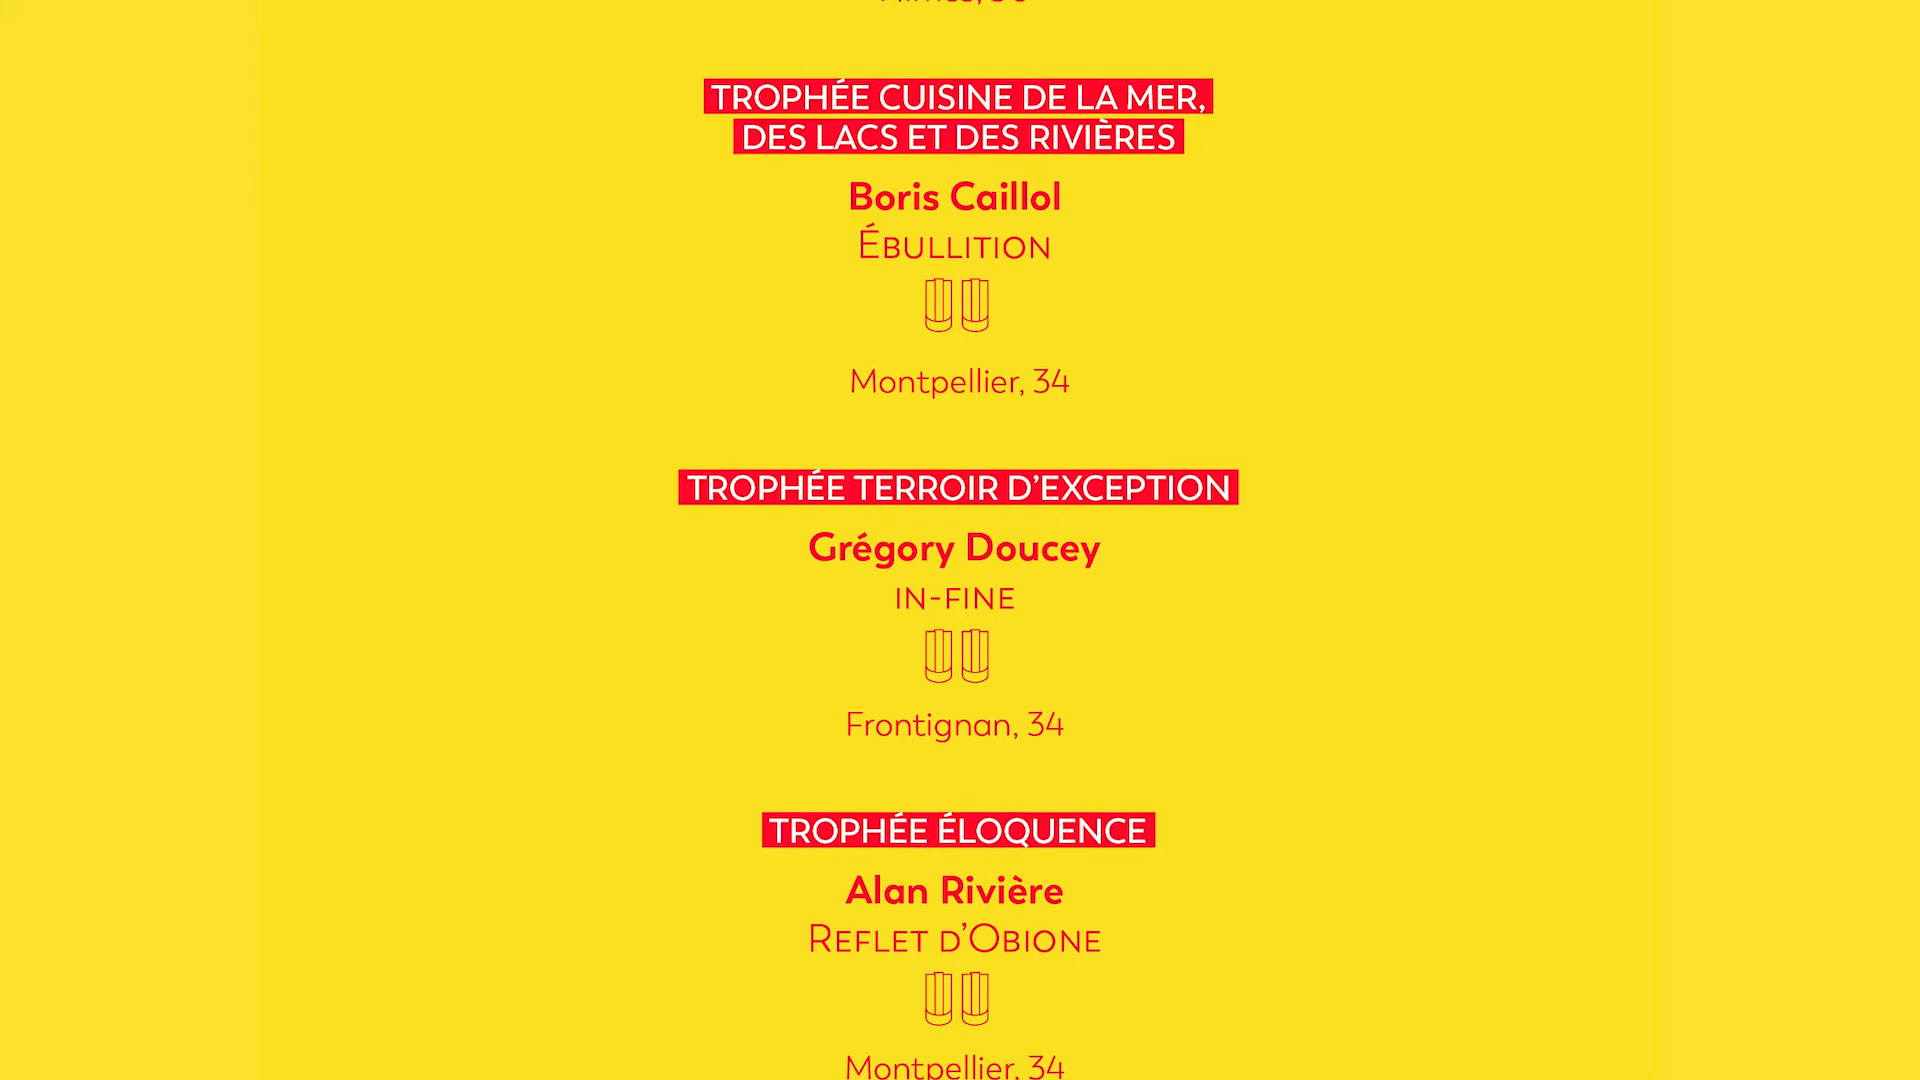 TROPHÉE CUISINE DE LA MER,
DES LACS ET DES RIVIÈRES
Boris Caillol
ÉBULLITION
Montpellier, 34
TROPHÉE TERROIR D’EXCEPTION
Grégory Doucey
IN-FINE
Frontignan, 34
TROPHÉE ÉLOQUENCE
Alan Rivière
REFLET D’OBIONE
Montpellier, 34